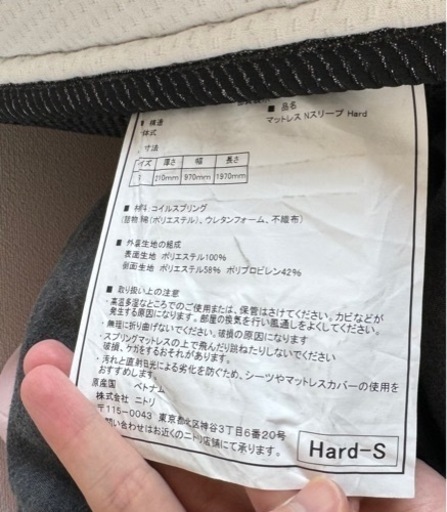 ■ 品名
マットレス Nスリープ Hard
■ 構造
体式
寸法
イズ 厚さ 幅 長さ
210mm 970mm 1970mm
■ 材料 コイルスプリング
(詰物 綿(ポリエステル)、ウレタンフォーム、不織布)
■ 外装生地の組成
表面生地 ポリエステル100%
側面生地 ポリエステル58% ポリプロピレン42%
■ 取り扱い上の注意
・高温多湿なところでのご使用または、保管はさけてください。カビなどが
発生する原因になります。部屋の換気を行い風通しをよくしてください。
・無理に折り曲げないでください。破損の原因になります
・スプリングマットレスの上で飛んだり跳ねたりしないでください
破損、ケガをするおそれがあります。
・汚れと直射日光による劣化を防ぐため、シーツやマットレスカバーの使用を
おすすめします。
原産国 ベトナム
株式会社 ニトリ
〒115-0043 東京都北区神谷3丁目6番20号
問い合わせはお近くのニトリ店舗にて承ります。
Hard-S